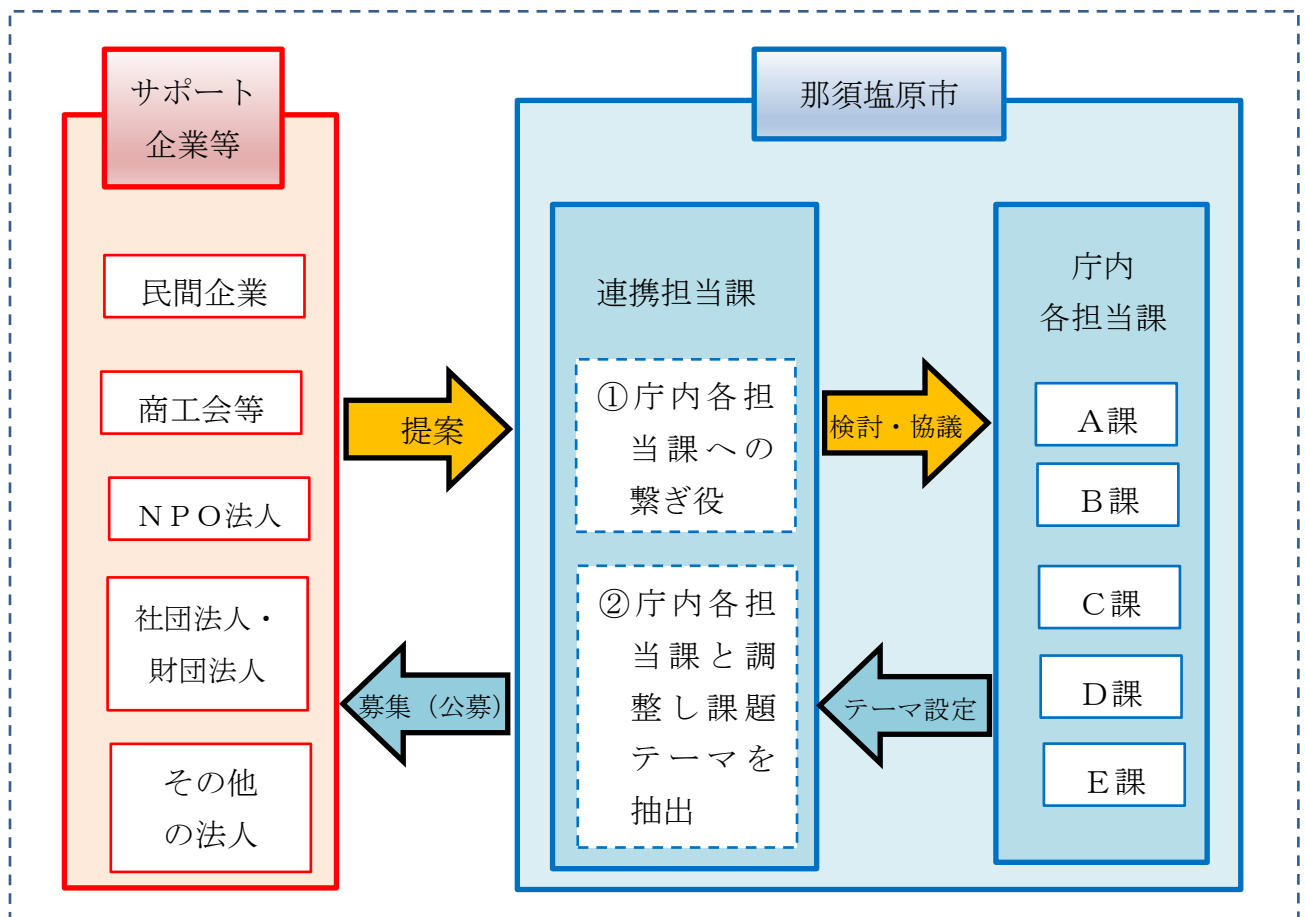 サポート
企業等
民間企業
商工会等
ＮＰＯ法人
社団法人・
財団法人
その他
の法人
提案
募集（公募）
那須塩原市
連携担当課
①庁内各担
当課への
繋ぎ役
②庁内各担
当課と調
整し課題
テーマを
抽出
検討・協議
テーマ設定
庁内
各担当課
Ａ課
Ｂ課
Ｃ課
Ｄ課
Ｅ課